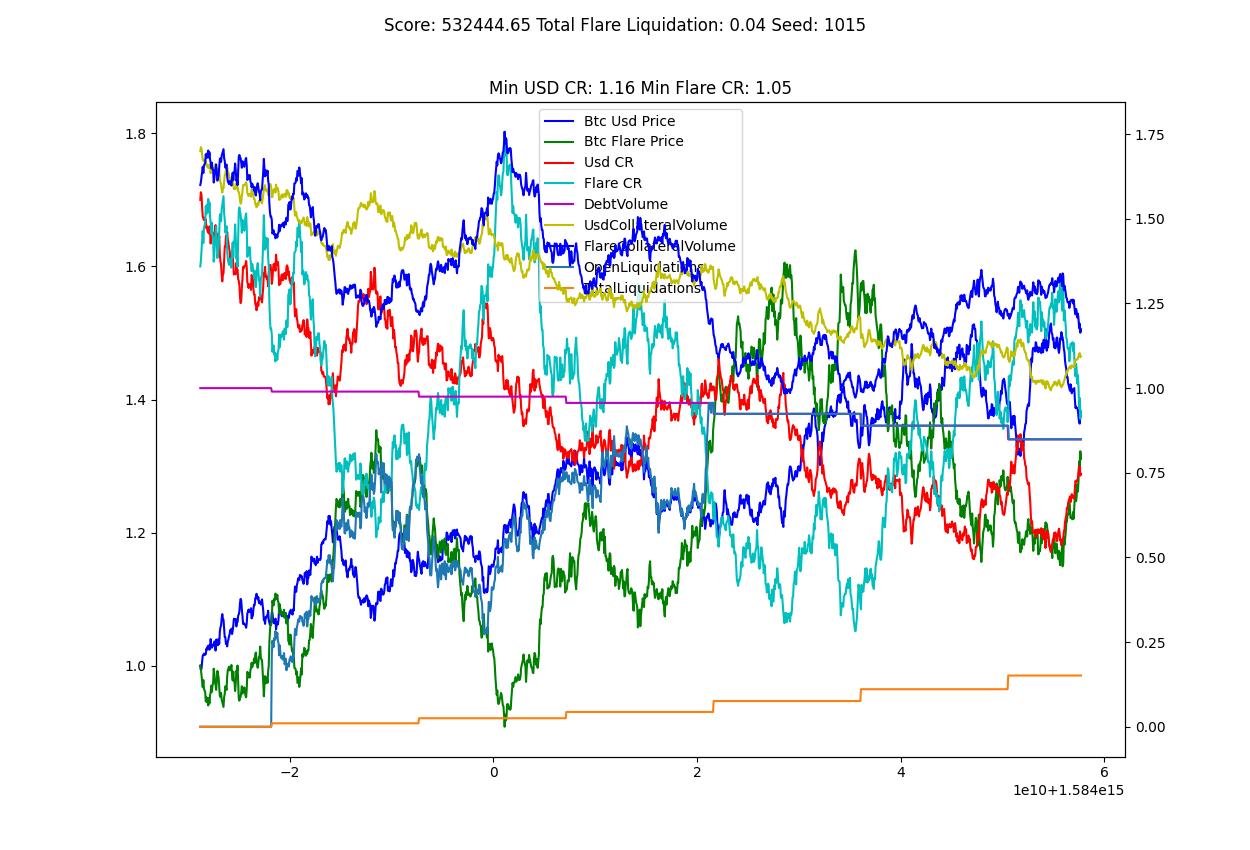 Score: 532444.65 Total Flare Liquidation: 0.04 Seed: 1015
Min USD CR: 1.16 Min Flare CR: 1.05
Btc Usd Price
Btc Flare Price
Usd CR
Flare CR
DebtVolume
UsdCollateralVolume
FlareCollateralVolume
OpenLiquidations
TotalLiquidations
1.8
1.6
1.4
1.2
1.0
1.75
1.50
1.25
1.00
0.75
0.50
0.25
0.00
−2 0 2 4 6
1e10+1.584e15